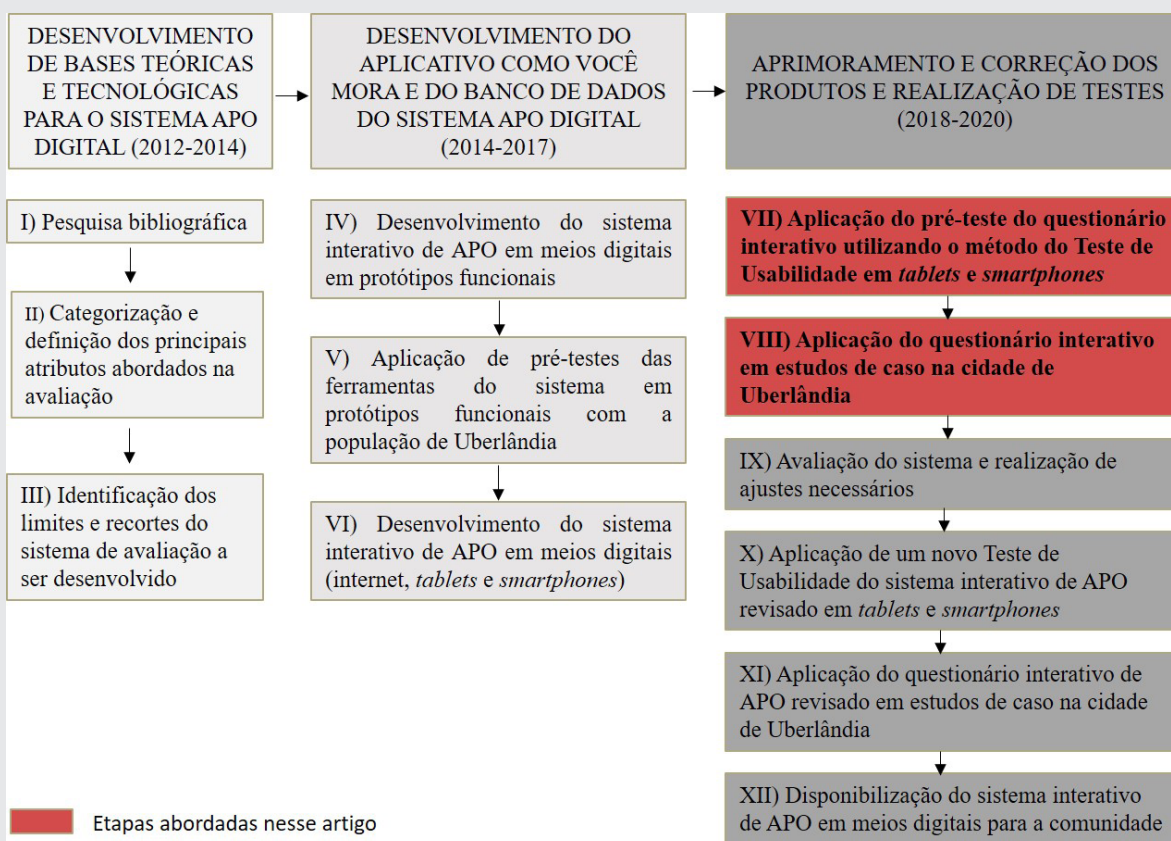 DESENVOLVIMENTO
DE BASES TEÓRICAS
E TECNOLÓGICAS
PARA O SISTEMA APO
DIGITAL (2012-2014)
DESENVOLVIMENTO DO
APLICATIVO COMO VOCÊ
MORA E DO BANCO DE DADOS
DO SISTEMA APO DIGITAL
(2014-2017)
APRIMORAMENTO E CORREÇÃO DOS
PRODUTOS E REALIZAÇÃO DE TESTES
(2018-2020)
I) Pesquisa bibliográfica
II) Categorização e
definição dos principais
atributos abordados na
avaliação
III) Identificação dos
limites e recortes do
sistema de avaliação a
ser desenvolvido
IV) Desenvolvimento do sistema
interativo de APO em meios digitais
em protótipos funcionais
V) Aplicação de pré-testes das
ferramentas do sistema em
protótipos funcionais com a
população de Uberlândia
VI) Desenvolvimento do sistema
interativo de APO em meios digitais
(internet, tablets e smartphones)
VII) Aplicação do pré-teste do questionário
interativo utilizando o método do Teste de
Usabilidade em tablets e smartphones
VIII) Aplicação do questionário interativo
em estudos de caso na cidade de
Uberlândia
IX) Avaliação do sistema e realização de
ajustes necessários
X) Aplicação de um novo Teste de
Usabilidade do sistema interativo de APO
revisado em tablets e smartphones
XI) Aplicação do questionário interativo de
APO revisado em estudos de caso na cidade
de Uberlândia
XII) Disponibilização do sistema interativo
de APO em meios digitais para a comunidade
Etapas abordadas nesse artigo